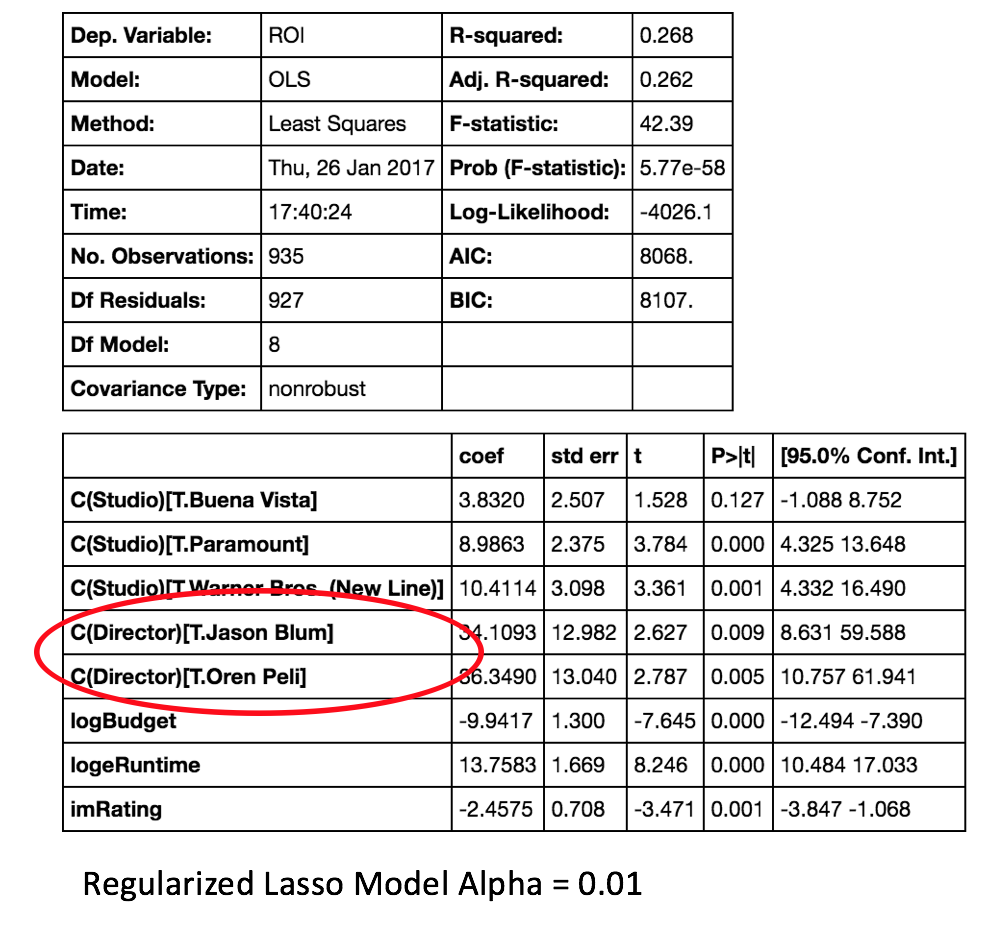 Dep. Variable: ROI R-squared: 0.268
Model: OLS Adj. R-squared: 0.262
Method: Least Squares F-statistic: 42.39
Date: Thu, 26 Jan 2017 Prob (F-statistic): 5.77e-58
Time: 17:40:24 Log-Likelihood: -4026.1
No. Observations: 935 AIC: 8068.
Df Residuals: 927 BIC: 8107.
Df Model: 8
Covariance Type: nonrobust
coef std err t P>|t| [95.0% Conf. Int.]
C(Studio)[T.Buena Vista] 3.8320 2.507 1.528 0.127 -1.088 8.752
C(Studio)[T.Paramount] 8.9863 2.375 3.784 0.000 4.325 13.648
C(Studio)[T.Warner Bros. (New Line)] 10.4114 3.098 3.361 0.001 4.332 16.490
C(Director)[T.Jason Blum] 34.1093 12.982 2.627 0.009 8.631 59.588
C(Director)[T.Oren Peli] 36.3490 13.040 2.787 0.005 10.757 61.941
logBudget -9.9417 1.300 -7.645 0.000 -12.494 -7.390
logeRuntime 13.7583 1.669 8.246 0.000 10.484 17.033
imRating -2.4575 0.708 -3.471 0.001 -3.847 -1.068
Regularized Lasso Model Alpha = 0.01